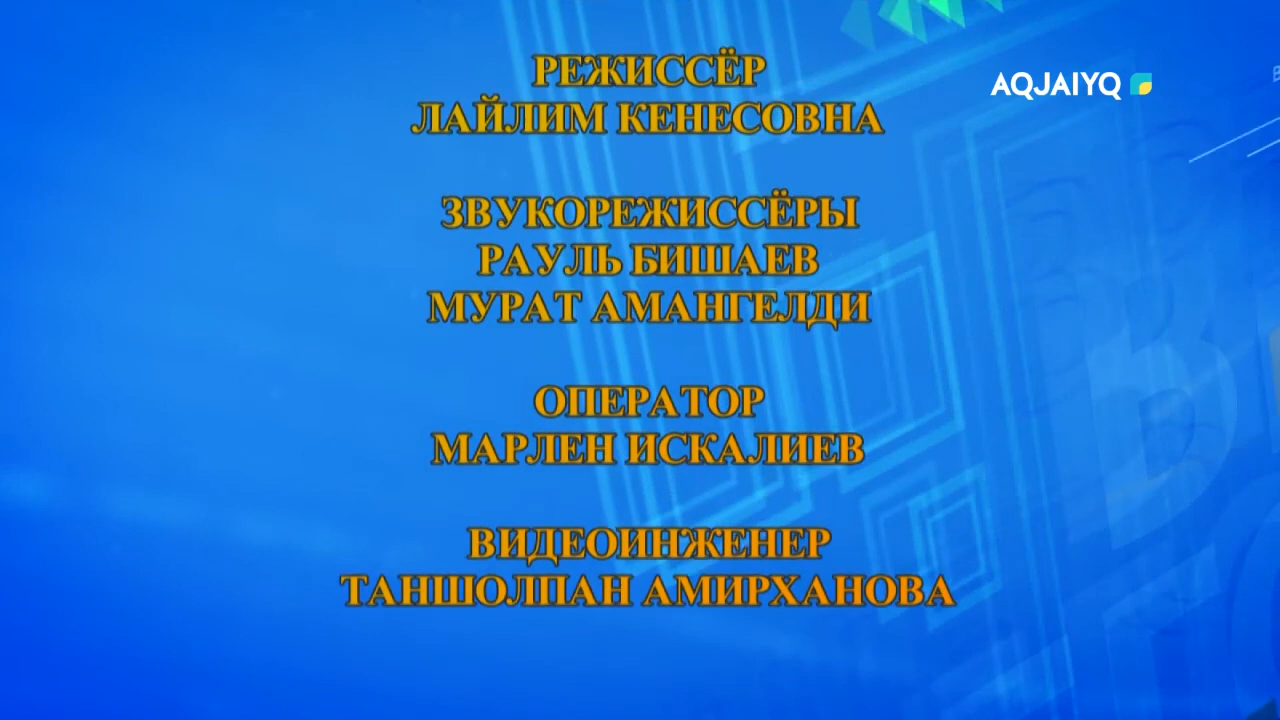 РЕЖИССЁР
AQJAIYQ
ЛАЙЛИМ КЕНЕСОВНА
ЗВУКОРЕЖИССЁРЫ
РАУЛЬ БИШАЕВ
МУРАТ АМАНГЕЛДИ
ОПЕРАТОР
МАРЛЕН ИСКАЛИЕВ
ВИДЕОИНЖЕНЕР
ТАНШОЛПАН АМИРХАНОВА